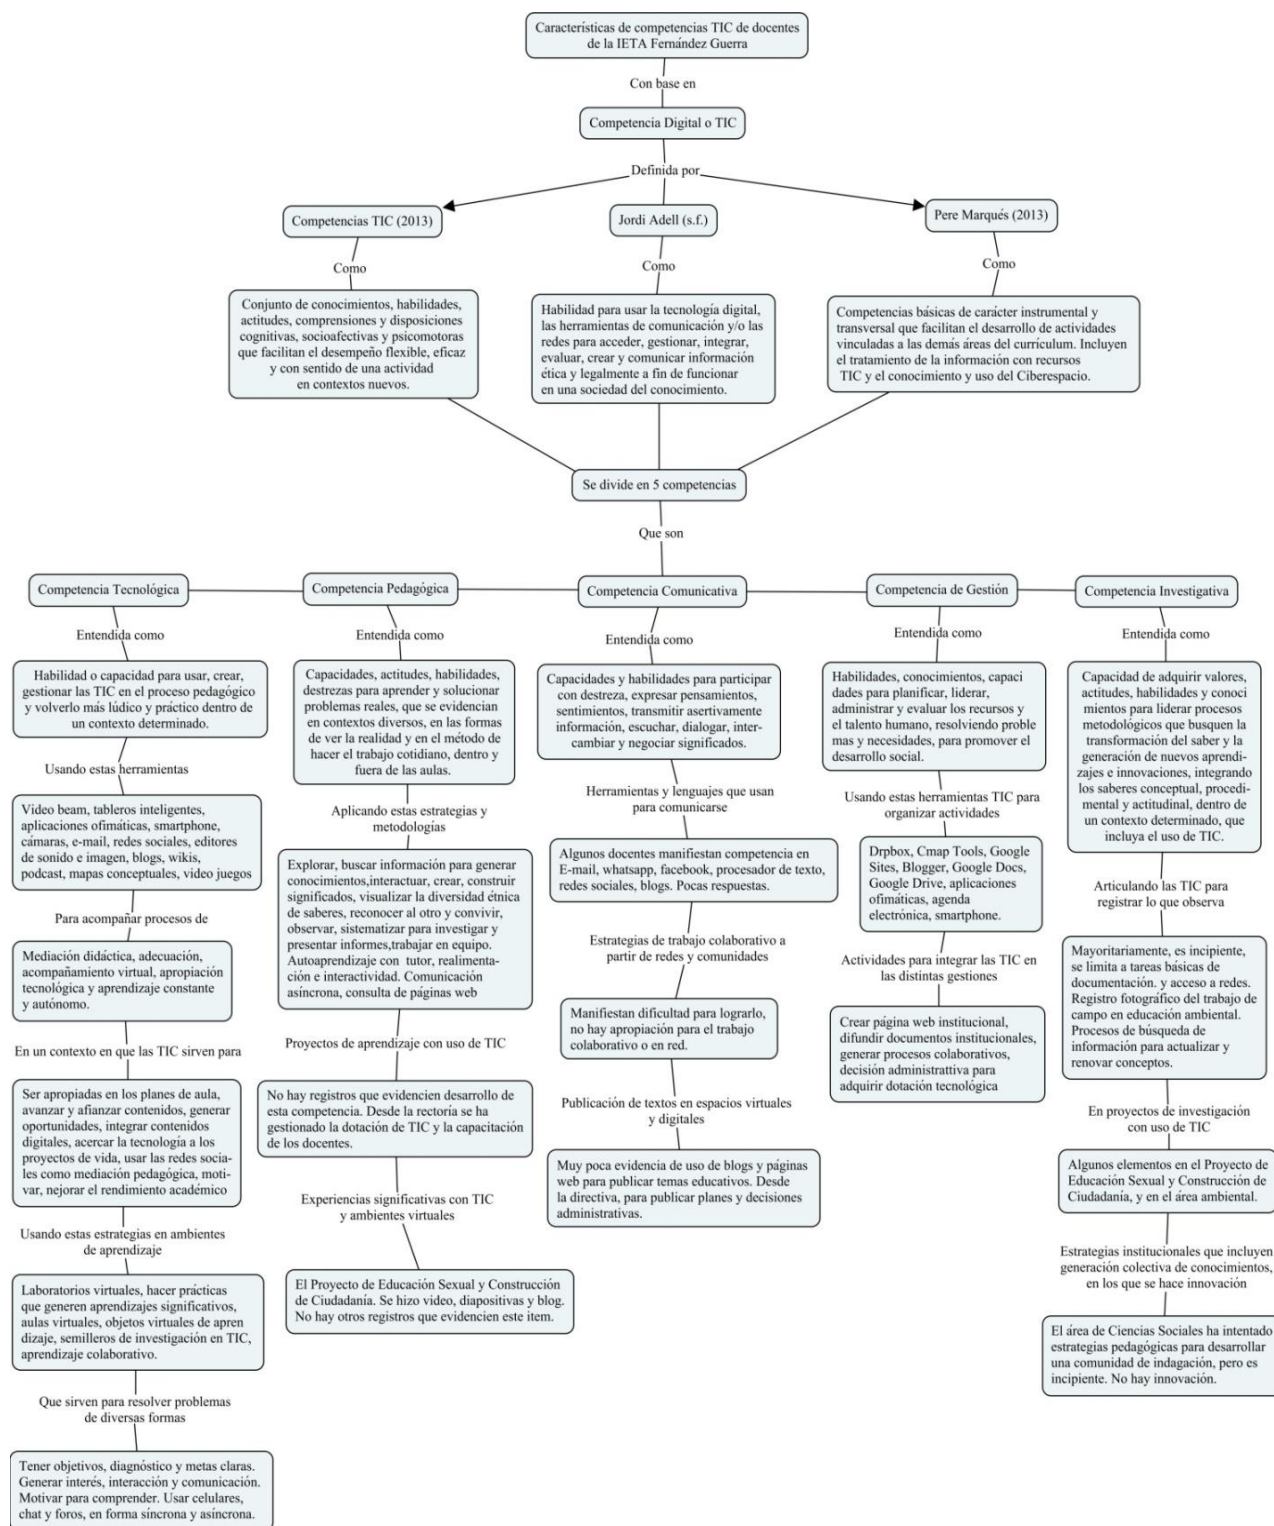 Características de competencias TIC de docentes
de la IETA Fernández Guerra
Con base en
Competencia Digital o TIC
Definida por
Competencias TIC (2013)
Jordi Adell (s.f.)
Pere Marqués (2013)
Como
Como
Como
Conjunto de conocimientos, habilidades,
actitudes, comprensiones y disposiciones
cognitivas, socioafectivas y psicomotoras
que facilitan el desempeño flexible, eficaz
y con sentido de una actividad
en contextos nuevos.
Habilidad para usar la tecnología digital,
las herramientas de comunicación y/o las
redes para acceder, gestionar, integrar,
evaluar, crear y comunicar información
ética y legalmente a fin de funcionar
en una sociedad del conocimiento.
Competencias básicas de carácter instrumental y
transversal que facilitan el desarrollo de actividades
vinculadas a las demás áreas del currículum. Incluyen
el tratamiento de la información con recursos
TIC y el conocimiento y uso del Ciberespacio.
Se divide en 5 competencias
Que son
Competencia Tecnológica
Entendida como
Habilidad o capacidad para usar, crear,
gestionar las TIC en el proceso pedagógico
y volverlo más lúdico y práctico dentro de
un contexto determinado.
Usando estas herramientas
Video beam, tableros inteligentes,
aplicaciones ofimáticas, smartphone,
cámaras, e-mail, redes sociales, editores
de sonido e imagen, blogs, wikis,
podcast, mapas conceptuales, video juegos
Para acompañar procesos de
Mediación didáctica, adecuación,
acompañamiento virtual, apropiación
tecnológica y aprendizaje constante
y autónomo.
En un contexto en que las TIC sirven para
Ser apropiadas en los planes de aula,
avanzar y afianzar contenidos, generar
oportunidades, integrar contenidos
digitales, acercar la tecnología a los
proyectos de vida, usar las redes socia-
les como mediación pedagógica, moti-
var, nejorar el rendimiento académico
Usando estas estrategias en ambientes
de aprendizaje
Laboratorios virtuales, hacer prácticas
que generen aprendizajes significativos,
aulas virtuales, objetos virtuales de apren
dizaje, semilleros de investigación en TIC,
aprendizaje colaborativo.
Que sirven para resolver problemas
de diversas formas
Tener objetivos, diagnóstico y metas claras.
Generar interés, interacción y comunicación.
Motivar para comprender. Usar celulares,
chat y foros, en forma síncrona y asíncrona.
Competencia Pedagógica
Entendida como
Capacidades, actitudes, habilidades,
destrezas para aprender y solucionar
problemas reales, que se evidencian
en contextos diversos, en las formas
de ver la realidad y en el método de
hacer el trabajo cotidiano, dentro y
fuera de las aulas.
Aplicando estas estrategias y
metodologías
Explorar, buscar información para generar
conocimientos,interactuar, crear, construir
significados, visualizar la diversidad étnica
de saberes, reconocer al otro y convivir,
observar, sistematizar para investigar y
presentar informes,trabajar en equipo.
Autoaprendizaje con tutor, realimenta-
ción e interactividad. Comunicación
asíncrona, consulta de páginas web
Proyectos de aprendizaje con uso de TIC
No hay registros que evidencien desarrollo de
esta competencia. Desde la rectoría se ha
gestionado la dotación de TIC y la capacitación
de los docentes.
Experiencias significativas con TIC
y ambientes virtuales
El Proyecto de Educación Sexual y Construcción
de Ciudadanía. Se hizo video, diapositivas y blog.
No hay otros registros que evidencien este item.
Competencia Comunicativa
Entendida como
Capacidades y habilidades para participar
con destreza, expresar pensamientos,
sentimientos, transmitir asertivamente
información, escuchar, dialogar, inter-
cambiar y negociar significados.
Herramientas y lenguajes que usan
para comunicarse
Algunos docentes manifiestan competencia en
E-mail, whatsapp, facebook, procesador de texto,
redes sociales, blogs. Pocas respuestas.
Estrategias de trabajo colaborativo a
partir de redes y comunidades
Manifiestan dificultad para lograrlo,
no hay apropiación para el trabajo
colaborativo o en red.
Publicación de textos en espacios virtuales
y digitales
Muy poca evidencia de uso de blogs y páginas
web para publicar temas educativos. Desde
la directiva, para publicar planes y decisiones
administrativas.
Competencia de Gestión
Entendida como
Habilidades, conocimientos, capaci
dades para planificar, liderar,
administrar y evaluar los recursos y
el talento humano, resolviendo proble
mas y necesidades, para promover el
desarrollo social.
Usando estas herramientas TIC para
organizar actividades
Drpbox, Cmap Tools, Google
Sites, Blogger, Google Docs,
Google Drive, aplicaciones
ofimáticas, agenda
electrónica, smartphone.
Actividades para integrar las TIC en
las distintas gestiones
Crear página web institucional,
difundir documentos institucionales,
generar procesos colaborativos,
decisión administrattiva para
adquirir dotación tecnológica
Competencia Investigativa
Entendida como
Capacidad de adquirir valores,
actitudes, habilidades y conoci
mientos para liderar procesos
metodológicos que busquen la
transformación del saber y la
generación de nuevos aprendi-
zajes e innovaciones, integrando
los saberes conceptual, procedi-
mental y actitudinal, dentro de
un contexto determinado, que
incluya el uso de TIC.
Articulando las TIC para
registrar lo que observa
Mayoritariamente, es incipiente,
se limita a tareas básicas de
documentación. y acceso a redes.
Registro fotográfico del trabajo de
campo en educación ambiental.
Procesos de búsqueda de
información para actualizar y
renovar conceptos.
En proyectos de investigación
con uso de TIC
Algunos elementos en el Proyecto de
Educación Sexual y Construcción de
Ciudadanía, y en el área ambiental.
Estrategias institucionales que incluyen
generación colectiva de conocimientos,
en los que se hace innovación
El área de Ciencias Sociales ha intentado
estrategias pedagógicas para desarrollar
una comunidad de indagación, pero es
incipiente. No hay innovación.